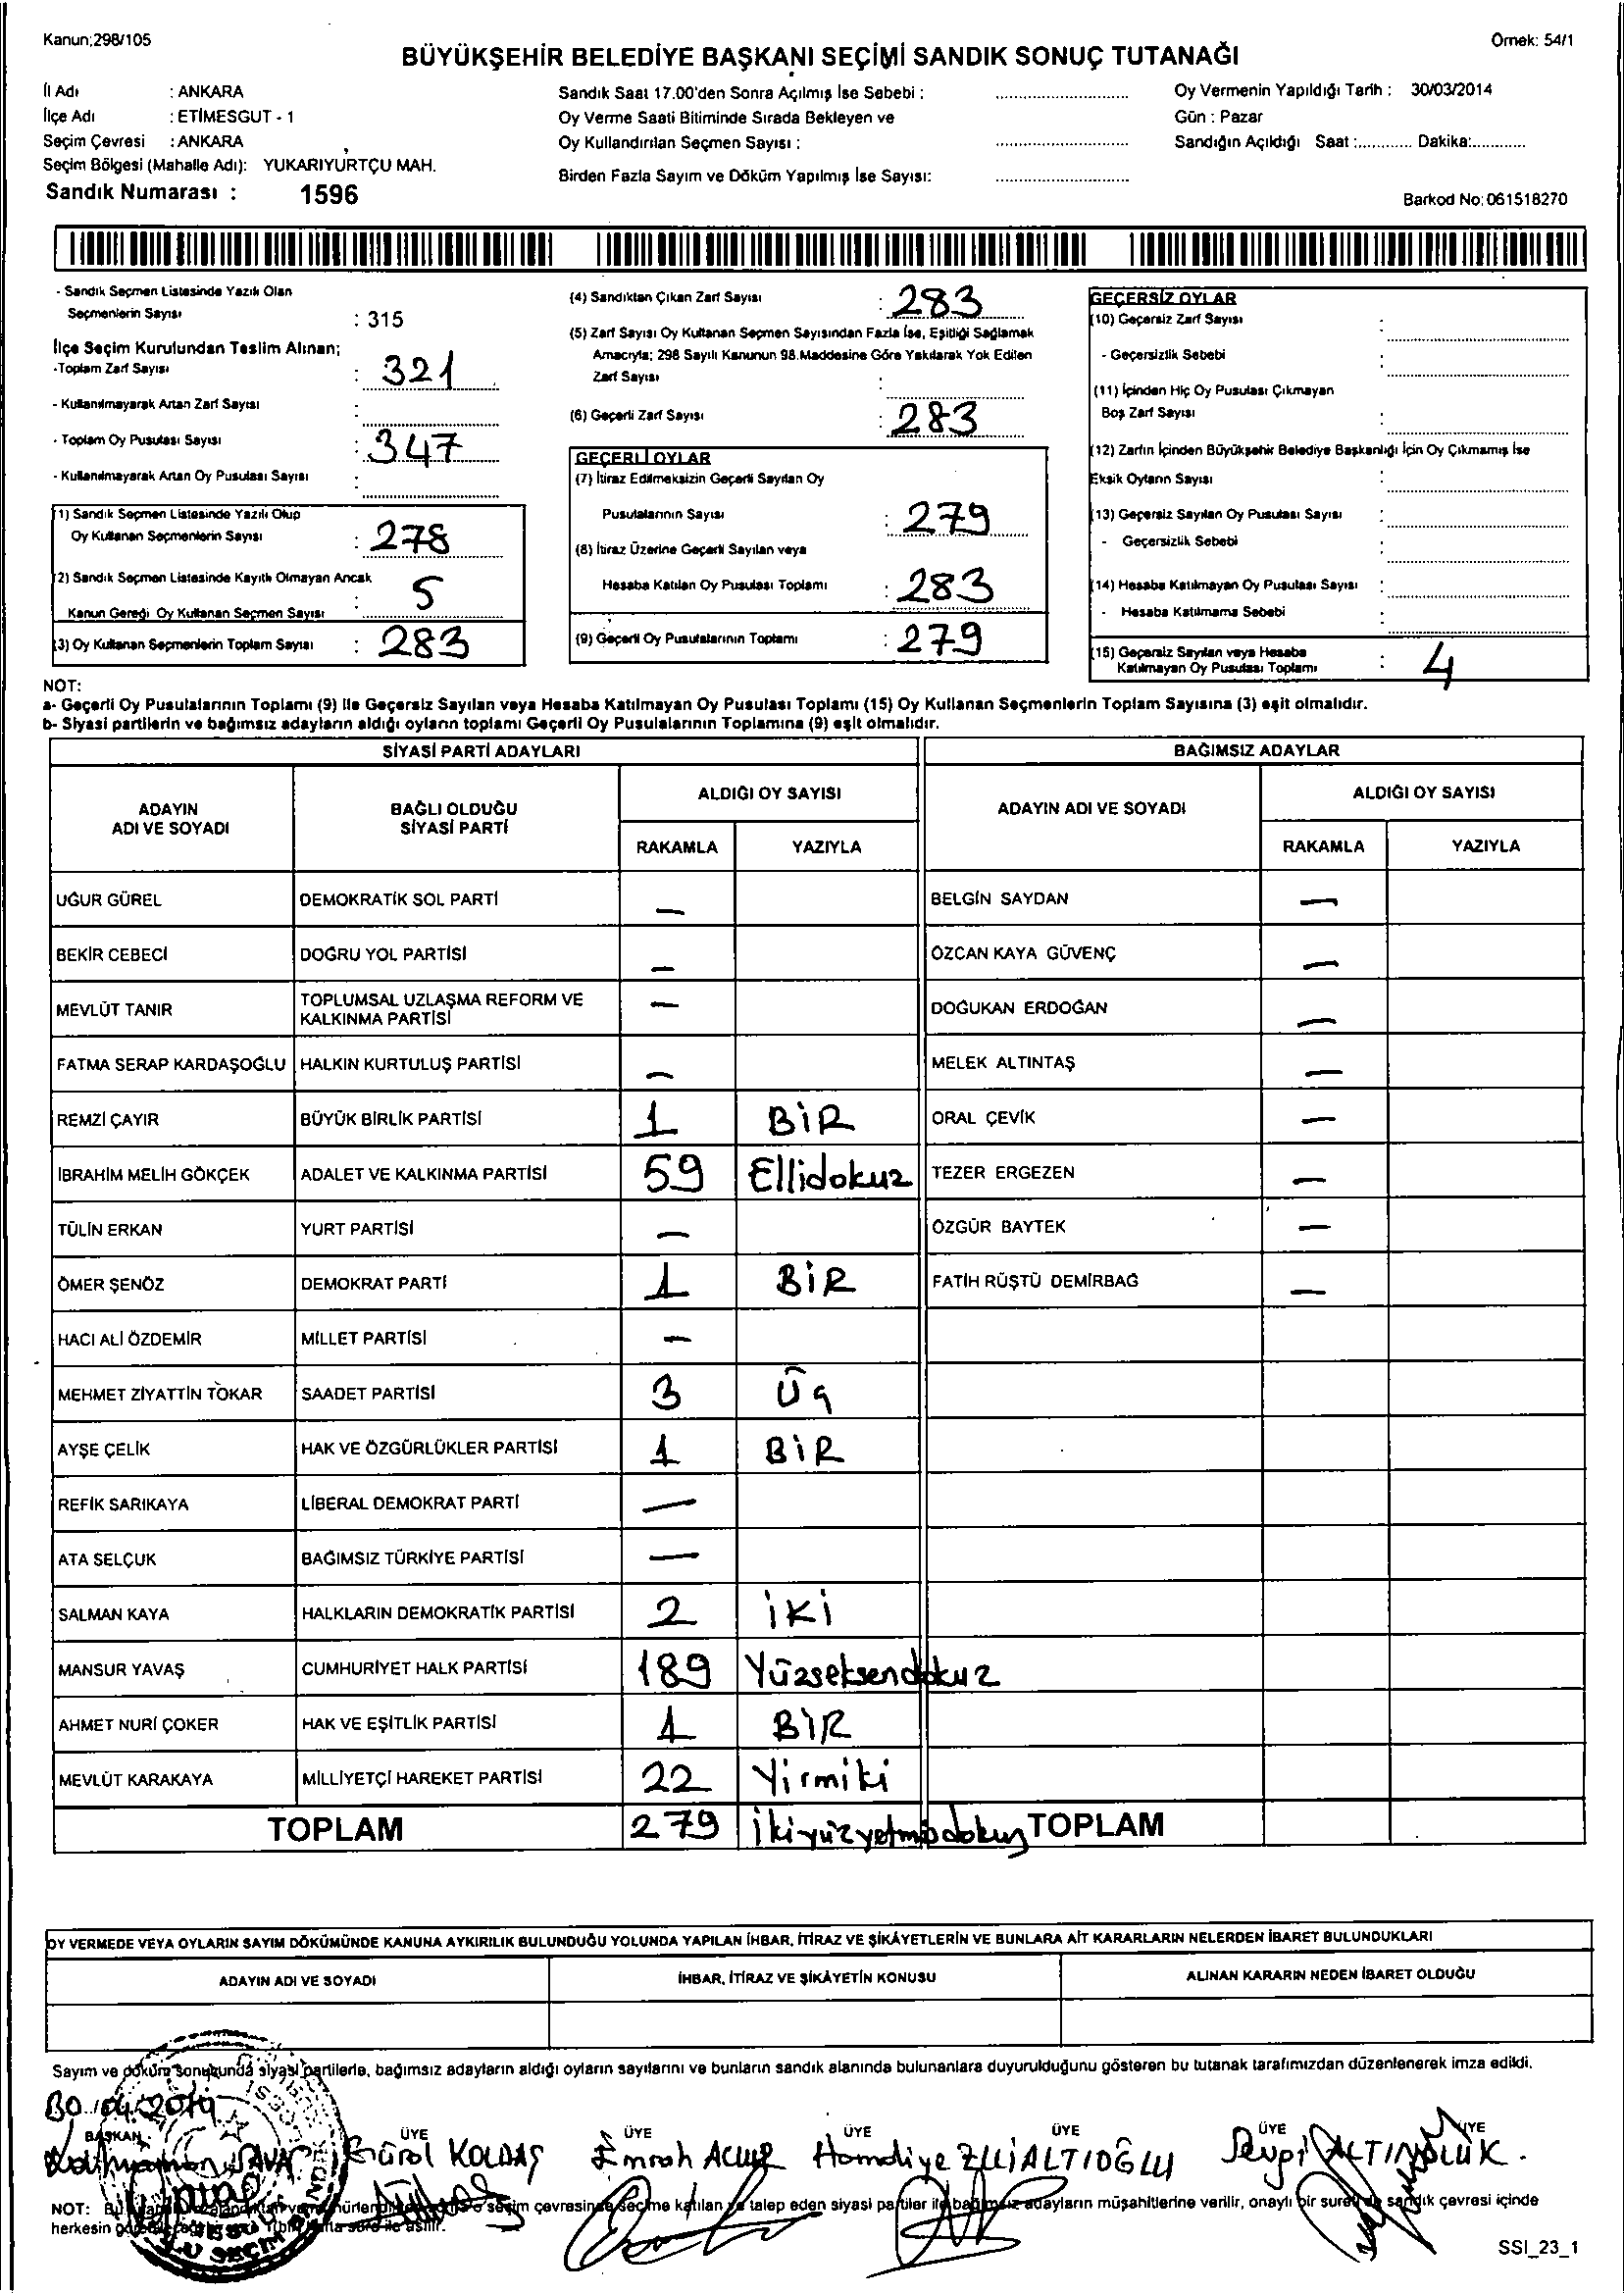 Kanun;298/105
Örnek: 54/1
BÜYÜKŞEHİR BELEDİYE BAŞKANI SEÇİMİ SANDIK SONUÇ TUTANAĞI
İl Adı : ANKARA
İlçe Adı : ETİMESGUT - 1
Seçim Çevresi : ANKARA
Seçim Bölgesi (Mahalle Adı): YUKARIYURTÇU MAH.
Sandık Numarası : 1596
Sandık Saat 17.00'den Sonra Açılmış İse Sebebi :
Oy Verme Saati Bitiminde Sırada Bekleyen ve
Oy Kullandırılan Seçmen Sayısı :
Birden Fazla Sayım ve Döküm Yapılmış İse Sayısı:
Oy Vermenin Yapıldığı Tarih : 30/03/2014
Gün : Pazar
Sandığın Açıldığı Saat :............ Dakika:............
Barkod No: 061518270
- Sandık Seçmen Listesinde Yazılı Olan
Seçmenlerin Sayısı : 315
İlçe Seçim Kurulundan Teslim Alınan;
-Toplam Zarf Sayısı : 321
- Kullanılmayarak Artan Zarf Sayısı :
- Toplam Oy Pusulası Sayısı : 347
- Kullanılmayarak Artan Oy Pusulası Sayısı :
(1) Sandık Seçmen Listesinde Yazılı Olup
Oy Kullanan Seçmenlerin Sayısı : 278
(2) Sandık Seçmen Listesinde Kayıtlı Olmayan Ancak
Kanun Gereği Oy Kullanan Seçmen Sayısı : 5
(3) Oy Kullanan Seçmenlerin Toplam Sayısı : 283
(4) Sandıktan Çıkan Zarf Sayısı : 283
(5) Zarf Sayısı Oy Kullanan Seçmen Sayısından Fazla İse, Eşitliği Sağlamak
Amacıyla; 298 Sayılı Kanunun 98.Maddesine Göre Yakılarak Yok Edilen
Zarf Sayısı :
(6) Geçerli Zarf Sayısı : 283
GEÇERLİ OYLAR
(7) İtiraz Edilmeksizin Geçerli Sayılan Oy
Pusulalarının Sayısı : 279
(8) İtiraz Üzerine Geçerli Sayılan veya
Hesaba Katılan Oy Pusulası Toplamı : 283
(9) Geçerli Oy Pusulalarının Toplamı : 279
GEÇERSİZ OYLAR
(10) Geçersiz Zarf Sayısı :
- Geçersizlik Sebebi :
(11) İçinden Hiç Oy Pusulası Çıkmayan
Boş Zarf Sayısı :
(12) Zarfın İçinden Büyükşehir Belediye Başkanlığı İçin Oy Çıkmamış İse
Eksik Oyların Sayısı :
(13) Geçersiz Sayılan Oy Pusulası Sayısı :
- Geçersizlik Sebebi :
(14) Hesaba Katılmayan Oy Pusulası Sayısı :
- Hesaba Katılmama Sebebi :
(15) Geçersiz Sayılan veya Hesaba
Katılmayan Oy Pusulası Toplamı : 4
NOT:
a- Geçerli Oy Pusulalarının Toplamı (9) ile Geçersiz Sayılan veya Hesaba Katılmayan Oy Pusulası Toplamı (15) Oy Kullanan Seçmenlerin Toplam Sayısına (3) eşit olmalıdır.
b- Siyasi partilerin ve bağımsız adayların aldığı oyların toplamı Geçerli Oy Pusulalarının Toplamına (9) eşit olmalıdır.
SİYASİ PARTİ ADAYLARI
BAĞIMSIZ ADAYLAR
ADAYIN ADI VE SOYADI
BAĞLI OLDUĞU SİYASİ PARTİ
ALDIĞI OY SAYISI
RAKAMLA YAZIYLA
ADAYIN ADI VE SOYADI
ALDIĞI OY SAYISI
RAKAMLA YAZIYLA
UĞUR GÜREL DEMOKRATİK SOL PARTİ — BELGİN SAYDAN —
BEKİR CEBECİ DOĞRU YOL PARTİSİ — ÖZCAN KAYA GÜVENÇ —
MEVLÜT TANIR TOPLUMSAL UZLAŞMA REFORM VE KALKINMA PARTİSİ — DOĞUKAN ERDOĞAN —
FATMA SERAP KARDAŞOĞLU HALKIN KURTULUŞ PARTİSİ — MELEK ALTINTAŞ —
REMZİ ÇAYIR BÜYÜK BİRLİK PARTİSİ 1 BİR ORAL ÇEVİK —
İBRAHİM MELİH GÖKÇEK ADALET VE KALKINMA PARTİSİ 59 Ellidokuz TEZER ERGEZEN —
TÜLİN ERKAN YURT PARTİSİ — ÖZGÜR BAYTEK —
ÖMER ŞENÖZ DEMOKRAT PARTİ 1 BİR FATİH RÜŞTÜ DEMİRBAĞ —
HACI ALİ ÖZDEMİR MİLLET PARTİSİ —
MEHMET ZİYATTİN TOKAR SAADET PARTİSİ 3 Üç
AYŞE ÇELİK HAK VE ÖZGÜRLÜKLER PARTİSİ 1 BİR
REFİK SARIKAYA LİBERAL DEMOKRAT PARTİ —
ATA SELÇUK BAĞIMSIZ TÜRKİYE PARTİSİ —
SALMAN KAYA HALKLARIN DEMOKRATİK PARTİSİ 2 iki
MANSUR YAVAŞ CUMHURİYET HALK PARTİSİ 189 Yüzseksendokuz
AHMET NURİ ÇOKER HAK VE EŞİTLİK PARTİSİ 1 BİR
MEVLÜT KARAKAYA MİLLİYETÇİ HAREKET PARTİSİ 22 Yirmiki
TOPLAM 279 ikiyüzyetmişdokuz TOPLAM
OY VERMEDE VEYA OYLARIN SAYIM DÖKÜMÜNDE KANUNA AYKIRILIK BULUNDUĞU YOLUNDA YAPILAN İHBAR, İTİRAZ VE ŞİKÂYETLERİN VE BUNLARA AİT KARARLARIN NELERDEN İBARET BULUNDUKLARI
ADAYIN ADI VE SOYADI İHBAR, İTİRAZ VE ŞİKÂYETİN KONUSU ALINAN KARARIN NEDEN İBARET OLDUĞU
Sayım ve döküm sonucunda siyasi partilerle, bağımsız adayların aldığı oyların sayılarını ve bunların sandık alanında bulunanlara duyurulduğunu gösteren bu tutanak tarafımızdan düzenlenerek imza edildi.
BAŞKAN ÜYE ÜYE ÜYE ÜYE ÜYE
Gürol KOLDAŞ Hamdiye
NOT: seçim çevresinde seçime katılan ve talep eden siyasi partiler ile bağımsız adayların müşahitlerine verilir, onaylı bir sureti de sandık çevresi içinde
herkesin
SSI_23_1